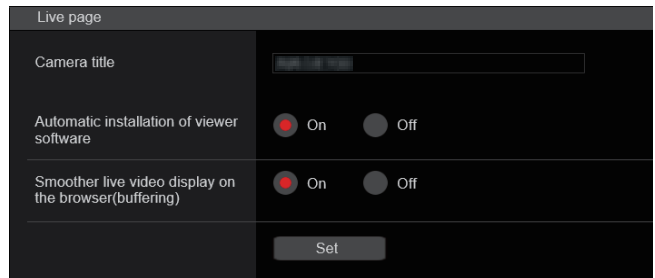 Live page
Camera title
Automatic installation of viewer
software
On Off
Smoother live video display on
the browser(buffering)
On Off
Set